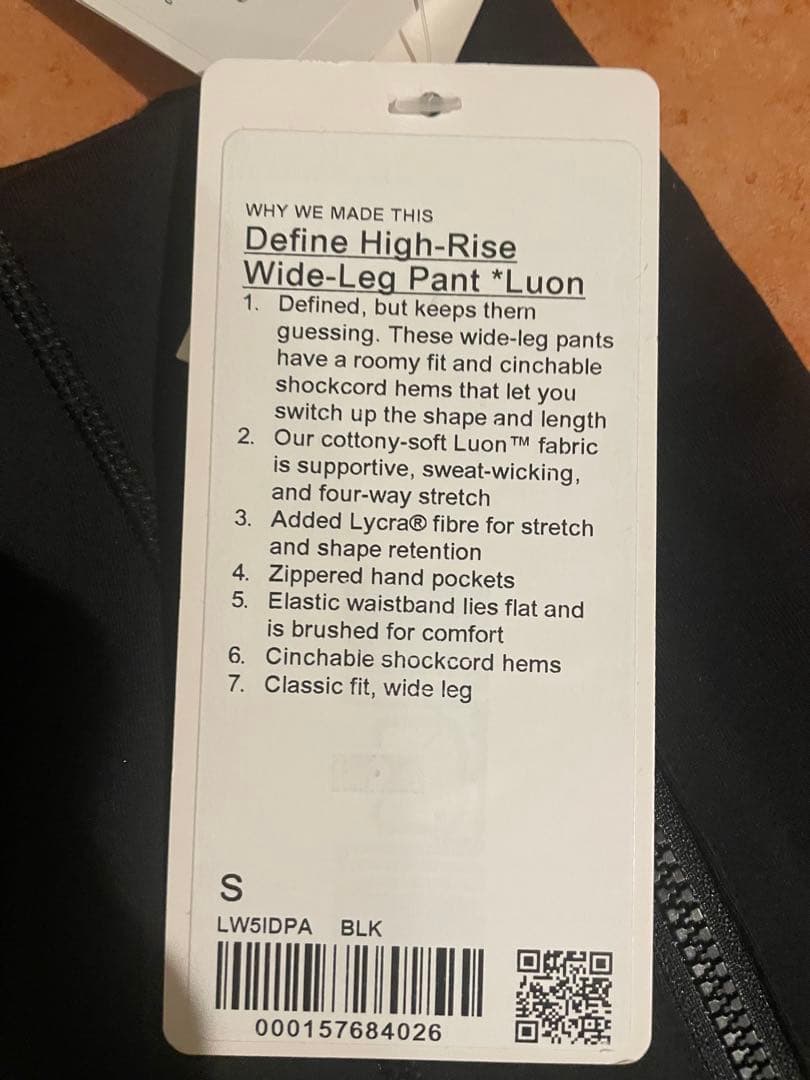 WHY WE MADE THIS
Define High-Rise
Wide-Leg Pant *Luon
1. Defined, but keeps them
guessing. These wide-leg pants
have a roomy fit and cinchable
shockcord hems that let you
switch up the shape and length
2. Our cottony-soft Luon™ fabric
is supportive, sweat-wicking,
and four-way stretch
3. Added Lycra® fibre for stretch
and shape retention
4. Zippered hand pockets
5. Elastic waistband lies flat and
is brushed for comfort
6. Cinchable shockcord hems
7. Classic fit, wide leg
S
LW5IDPA BLK
000157684026